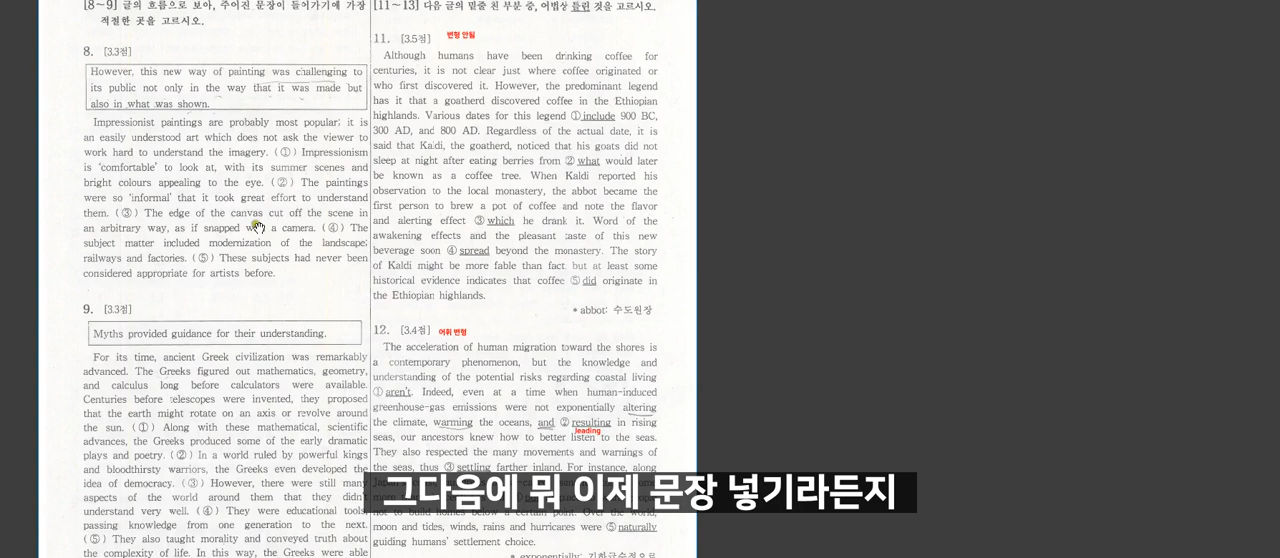 [8~9] 글의 흐름으로 보아, 주어진 문장이 들어가기에 가장
적절한 곳을 고르시오.
8. [3.3점]
However, this new way of painting was challenging to
its public not only in the way that it was made but
also in what was shown.
Impressionist paintings are probably most popular; it is
an easily understood art which does not ask the viewer to
work hard to understand the imagery. (①) Impressionism
is ‘comfortable’ to look at, with its summer scenes and
bright colours appealing to the eye. (②) The paintings
were so ‘informal’ that it took great effort to understand
them. (③) The edge of the canvas cut off the scene in
an arbitrary way, as if snapped a camera. (④) The
subject matter included modernization of the landscape;
railways and factories. (⑤) These subjects had never been
considered appropriate for artists before.
9. [3.3점]
Myths provided guidance for their understanding.
For its time, ancient Greek civilization was remarkably
advanced. The Greeks figured out mathematics, geometry,
and calculus long before calculators were available.
Centuries before telescopes were invented, they proposed
that the earth might rotate on an axis or revolve around
the sun. (①) Along with these mathematical, scientific
advances, the Greeks produced some of the early dramatic
plays and poetry. (②) In a world ruled by powerful kings
and bloodthirsty warriors, the Greeks even developed the
idea of democracy. (③) However, there were still many
aspects of the world around them that they didn't
understand very well. (④) They were educational tools
passing knowledge from one generation to the next.
(⑤) They also taught morality and conveyed truth about
the complexity of life. In this way, the Greeks were able
[11~13] 다음 글의 밑줄 친 부분 중, 어법상 틀린 것을 고르시오.
11. [3.5점] 변형 안됨
Although humans have been drinking coffee for
centuries, it is not clear just where coffee originated or
who first discovered it. However, the predominant legend
has it that a goatherd discovered coffee in the Ethiopian
highlands. Various dates for this legend ① include 900 BC,
300 AD, and 800 AD. Regardless of the actual date, it is
said that Kaldi, the goatherd, noticed that his goats did not
sleep at night after eating berries from ② what would later
be known as a coffee tree. When Kaldi reported his
observation to the local monastery, the abbot became the
first person to brew a pot of coffee and note the flavor
and alerting effect ③ which he drank it. Word of the
awakening effects and the pleasant taste of this new
beverage soon ④ spread beyond the monastery. The story
of Kaldi might be more fable than fact but at least some
historical evidence indicates that coffee ⑤ did originate in
the Ethiopian highlands.
* abbot: 수도원장
12. [3.4점] 어휘 변형
The acceleration of human migration toward the shores is
a contemporary phenomenon, but the knowledge and
understanding of the potential risks regarding coastal living
① aren't. Indeed, even at a time when human-induced
greenhouse-gas emissions were not exponentially altering
the climate, warming the oceans, and ② resulting in rising
leading
seas, our ancestors knew how to better listen to the seas.
They also respected the many movements and warnings of
the seas, thus ③ settling farther inland. For instance, along
그다음에 뭐 이제 문장 넣기라든지
moon and tides, winds, rains and hurricanes were ⑤ naturally
guiding humans' settlement choice.
* exponentially: